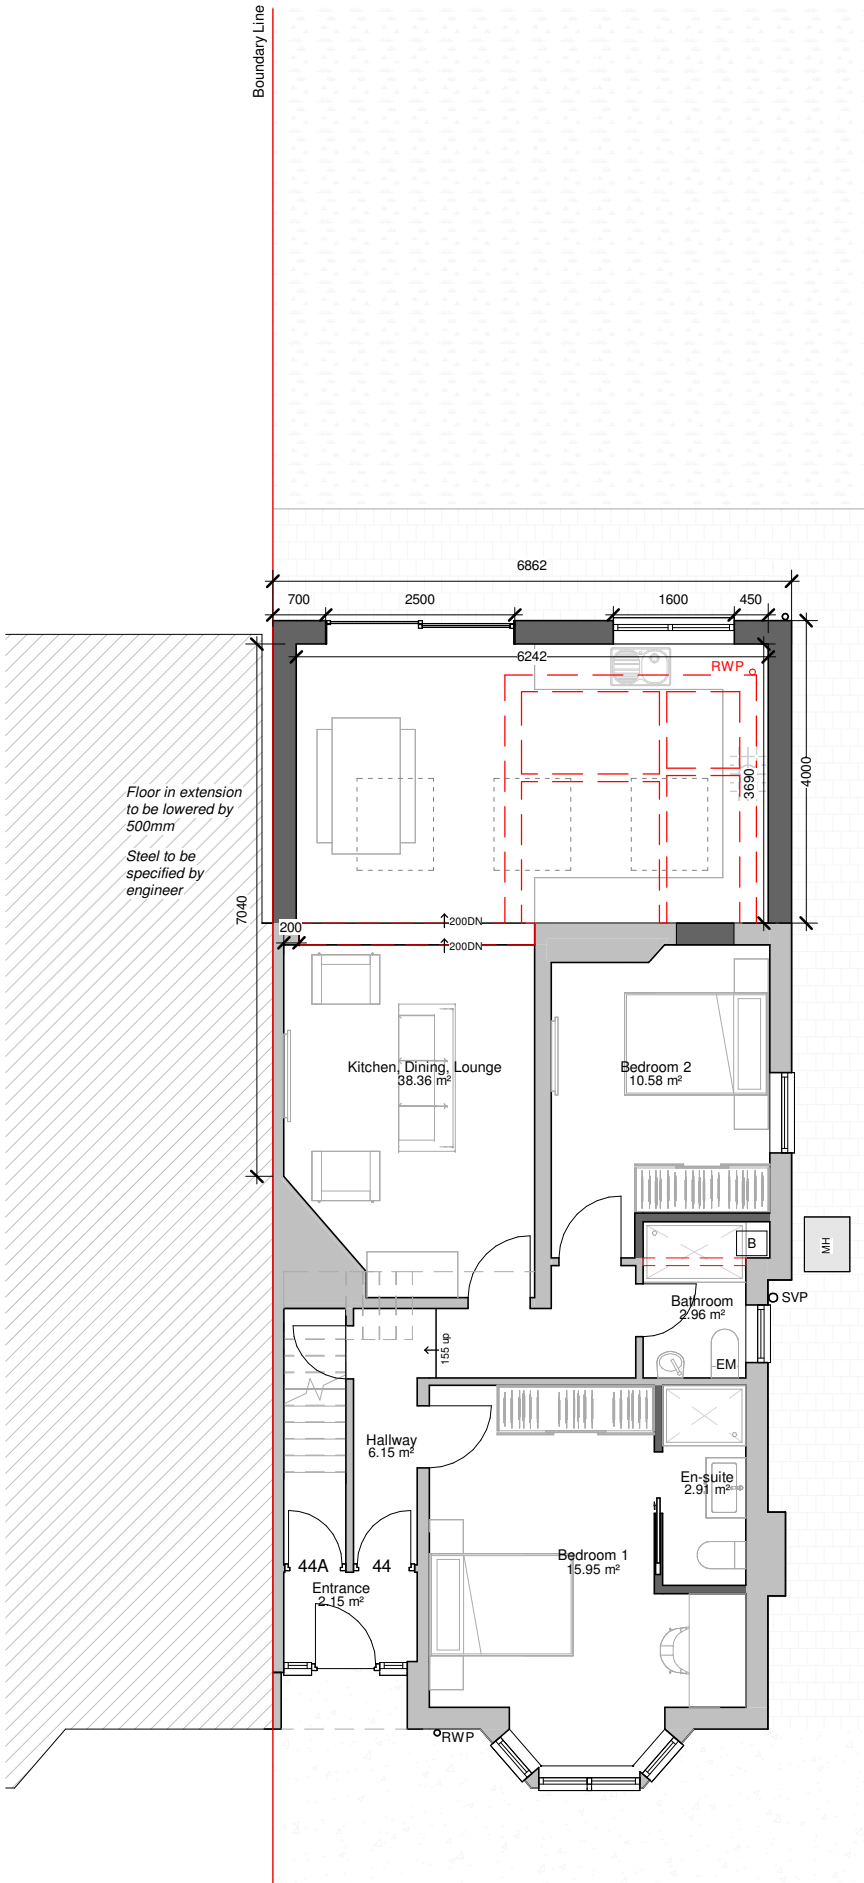 Boundary Line
6862
700
2500
1600
450
6242
RWP
3690
4000
Floor in extension
to be lowered by
500mm
Steel to be
specified by
engineer
7040
200
200DN
200DN
Kitchen, Dining, Lounge
38.36 m²
Bedroom 2
10.58 m²
B
MH
SVP
Bathroom
2.96 m²
155 up
EM
Hallway
6.15 m²
En-suite
2.91 m²
Bedroom 1
15.95 m²
44A
44
Entrance
2.15 m²
RWP